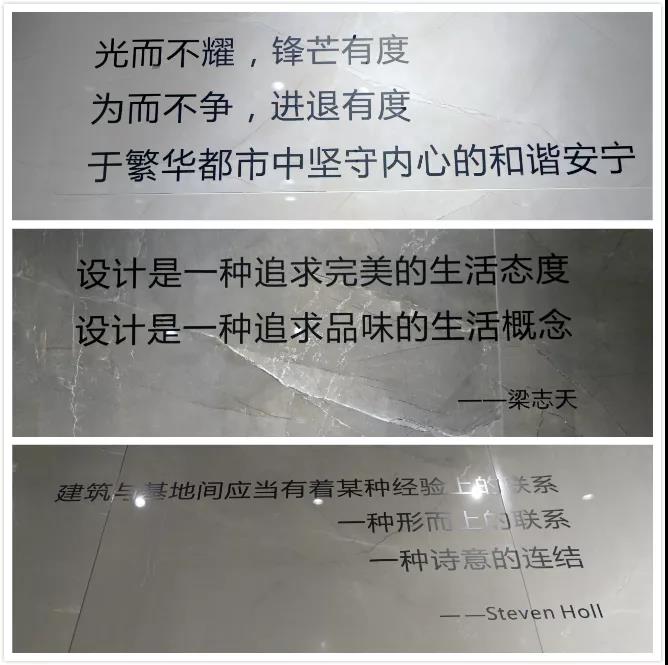 光而不耀，锋芒有度
为而不争，进退有度
于繁华都市中坚守内心的和谐安宁
设计是一种追求完美的生活态度
设计是一种追求品味的生活概念
——梁志天
建筑与基地间应当有着某种经验上的联系
一种形而上的联系
一种诗意的连结
——Steven Holl